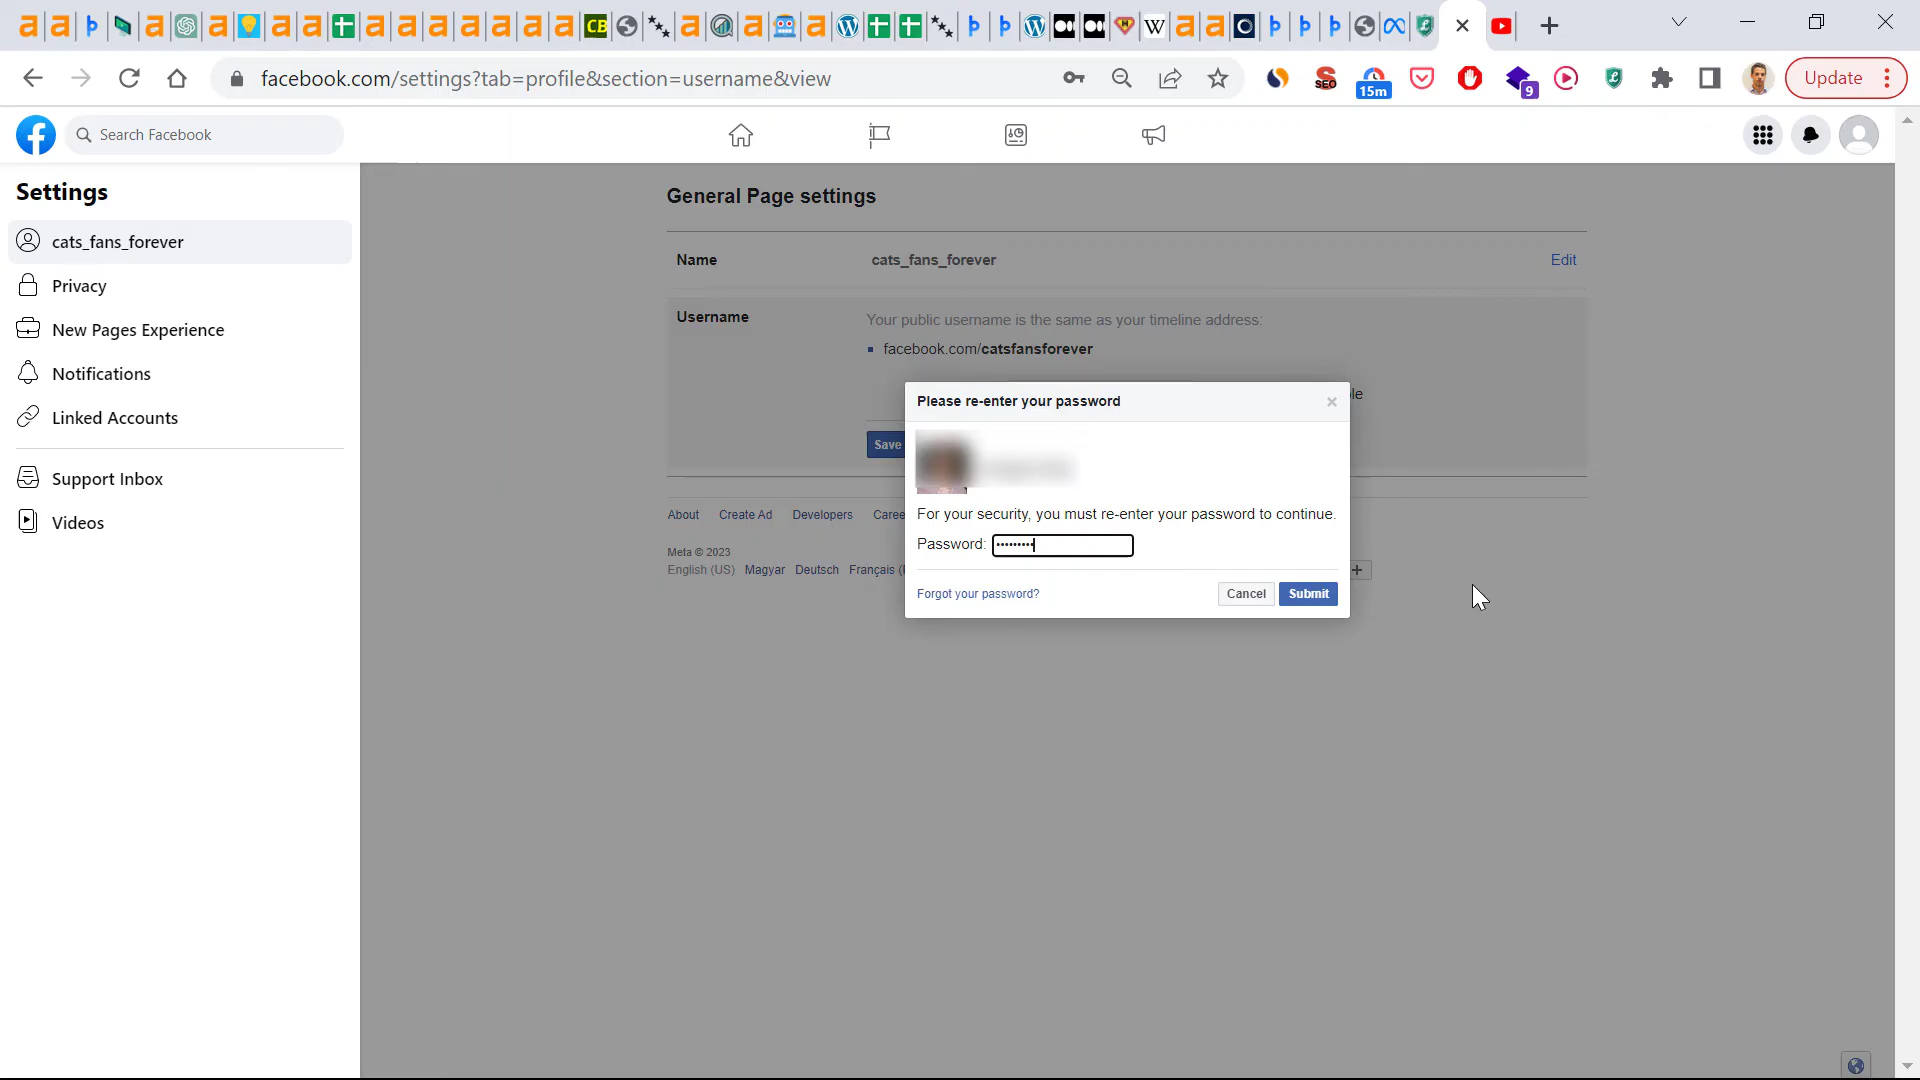 facebook.com/settings?tab=profile&section=username&view
SEO
15m
9
Update
Search Facebook
Settings
cats_fans_forever
Privacy
New Pages Experience
Notifications
Linked Accounts
Support Inbox
Videos
General Page settings
Name cats_fans_forever Edit
Username Your public username is the same as your timeline address:
facebook.com/catsfansforever
Save
Please re-enter your password
For your security, you must re-enter your password to continue.
Password:
Forgot your password? Cancel Submit
About Create Ad Developers
Meta © 2023
English (US) Magyar Deutsch Français